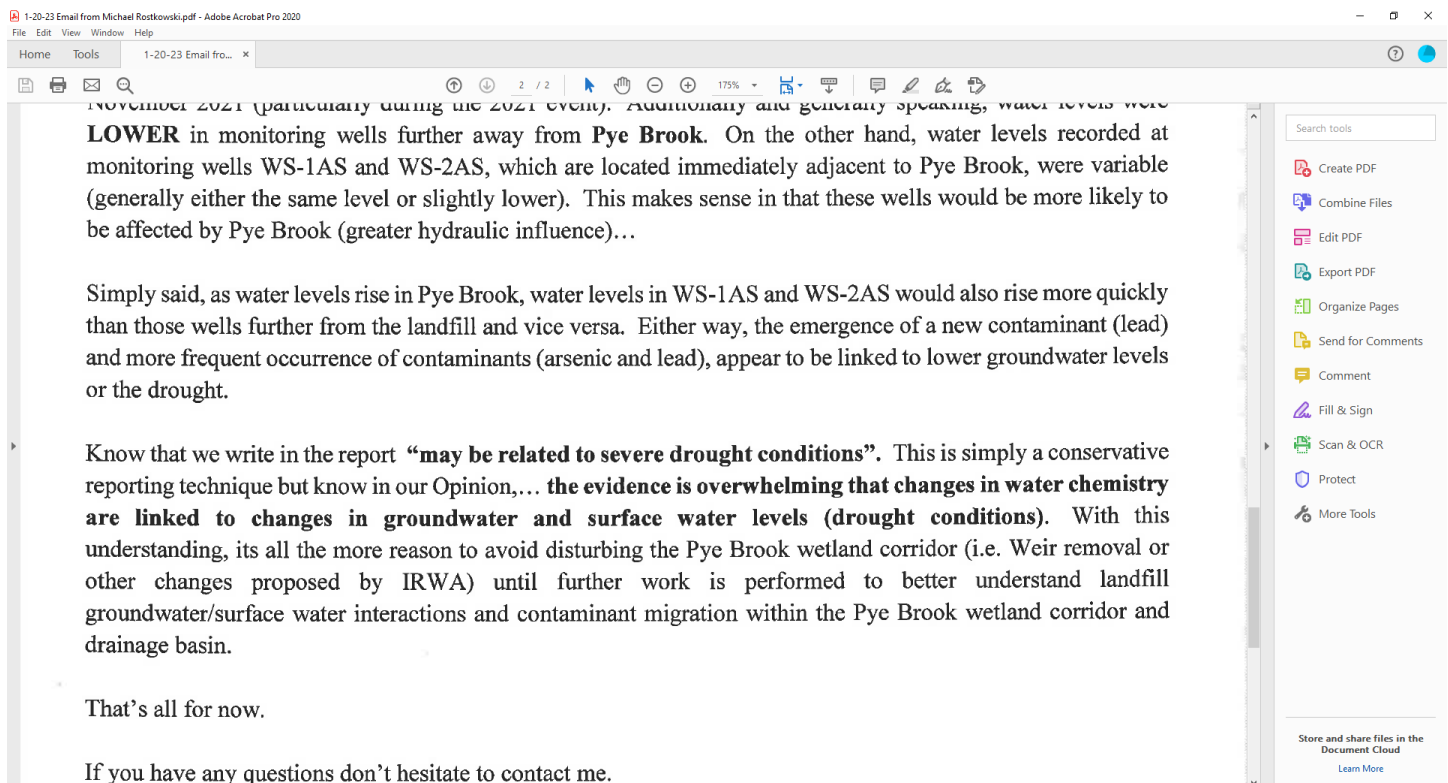 1-20-23 Email from Michael Rostkowski.pdf - Adobe Acrobat Pro 2020
File Edit View Window Help
Home Tools 1-20-23 Email fro... ×
2 / 2 175%
November 2021 (particularly during the 2021 event). Additionally and generally speaking, water levels were
LOWER in monitoring wells further away from Pye Brook. On the other hand, water levels recorded at
monitoring wells WS-1AS and WS-2AS, which are located immediately adjacent to Pye Brook, were variable
(generally either the same level or slightly lower). This makes sense in that these wells would be more likely to
be affected by Pye Brook (greater hydraulic influence)…
Simply said, as water levels rise in Pye Brook, water levels in WS-1AS and WS-2AS would also rise more quickly
than those wells further from the landfill and vice versa. Either way, the emergence of a new contaminant (lead)
and more frequent occurrence of contaminants (arsenic and lead), appear to be linked to lower groundwater levels
or the drought.
Know that we write in the report “may be related to severe drought conditions”. This is simply a conservative
reporting technique but know in our Opinion,… the evidence is overwhelming that changes in water chemistry
are linked to changes in groundwater and surface water levels (drought conditions). With this
understanding, its all the more reason to avoid disturbing the Pye Brook wetland corridor (i.e. Weir removal or
other changes proposed by IRWA) until further work is performed to better understand landfill
groundwater/surface water interactions and contaminant migration within the Pye Brook wetland corridor and
drainage basin.
That’s all for now.
If you have any questions don’t hesitate to contact me.
Search tools
Create PDF
Combine Files
Edit PDF
Export PDF
Organize Pages
Send for Comments
Comment
Fill & Sign
Scan & OCR
Protect
More Tools
Store and share files in the
Document Cloud
Learn More